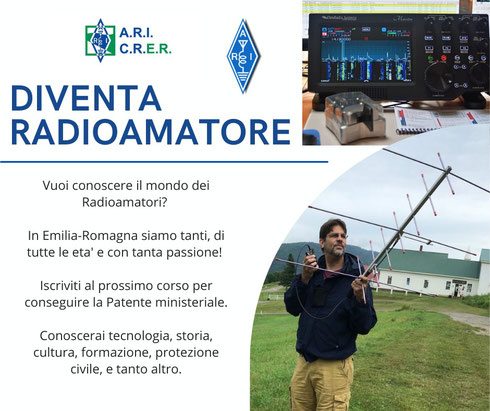 A.R.I.
C.R.E.R.
DIVENTA
RADIOAMATORE
Vuoi conoscere il mondo dei
Radioamatori?
In Emilia-Romagna siamo tanti, di
tutte le eta' e con tanta passione!
Iscriviti al prossimo corso per
conseguire la Patente ministeriale.
Conoscerai tecnologia, storia,
cultura, formazione, protezione
civile, e tanto altro.